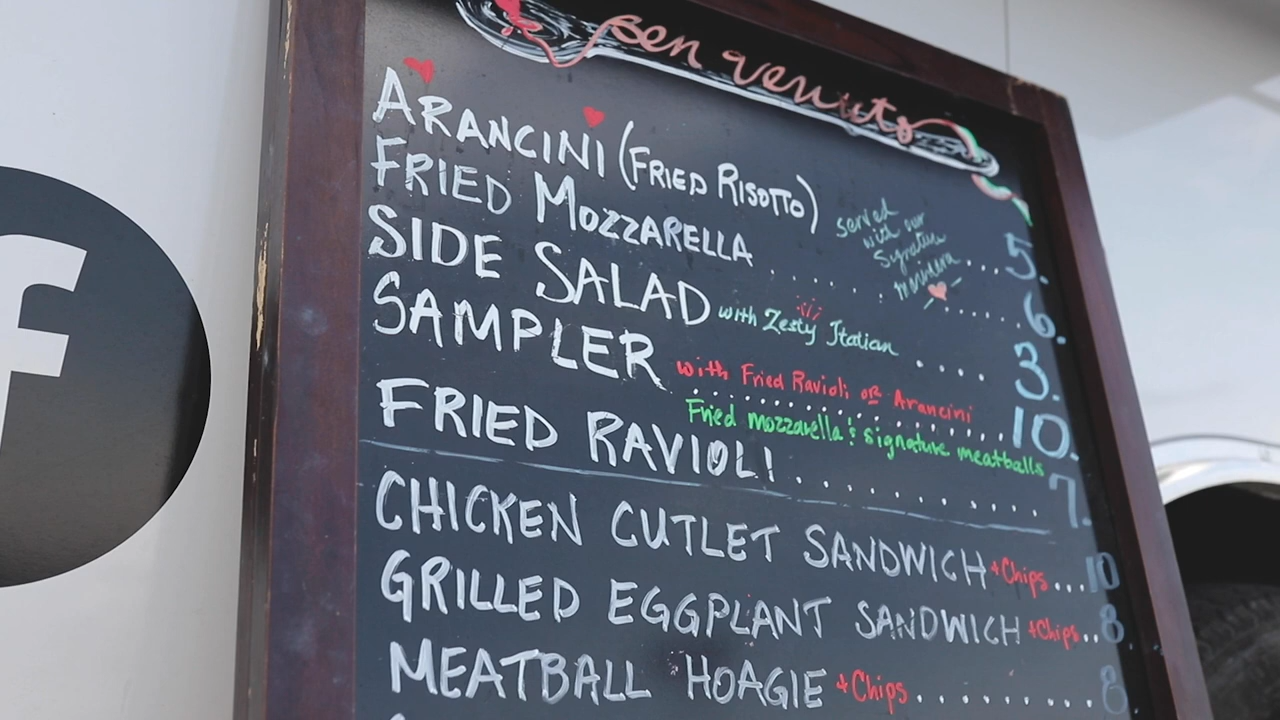 Benvenuto
ARANCINI (FRIED RISOTTO) .... 5.
served
with our
Signature
marinara
FRIED MOZZARELLA ........... 6.
SIDE SALAD with Zesty Italian ..... 3.
SAMPLER with Fried Ravioli OR Arancini .......... 10.
Fried mozzarella & signature meatballs
FRIED RAVIOLI ............ 7.
CHICKEN CUTLET SANDWICH +Chips ... 10
GRILLED EGGPLANT SANDWICH +Chips .. 8
MEATBALL HOAGIE +Chips ......... 8
f